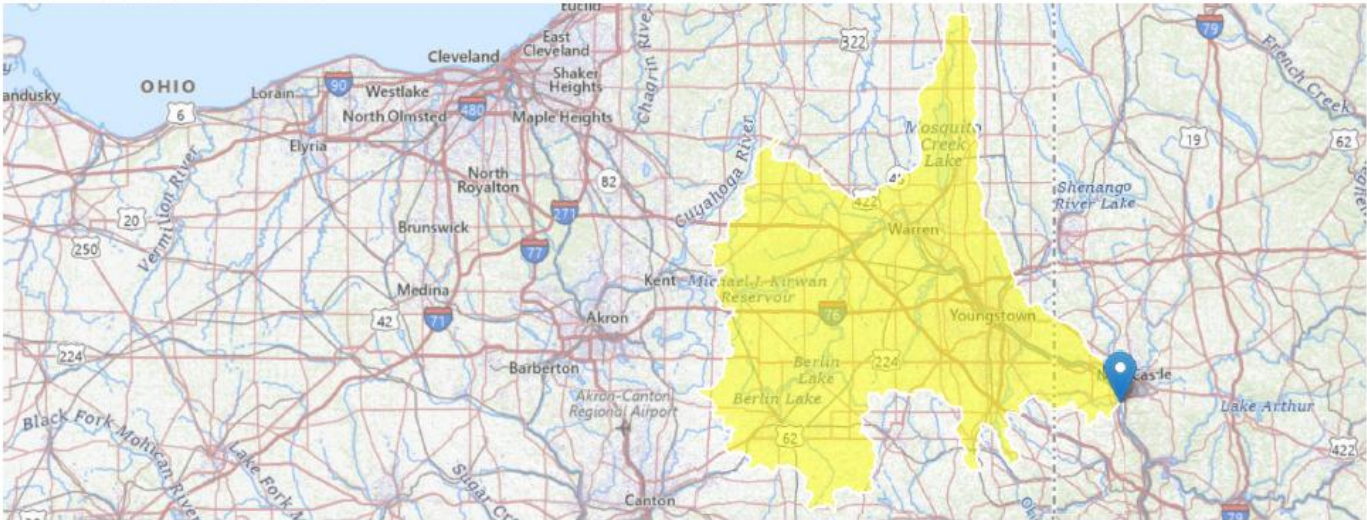 Euclid
East
Cleveland
Cleveland
Shaker
Heights
Chagrin River
322
79
French Creek
OHIO
6
Lorain
90
Westlake
480
North Olmsted
Maple Heights
Elyria
Vermilion River
North
Royalton
82
Cuyahoga River
Mosquito
Creek
Lake
422
19
62
Shenango
River Lake
20
250
Brunswick
271
77
Warren
Medina
71
42
Kent
Michael J. Kirwan
Reservoir
Akron
76
Youngstown
224
Barberton
Berlin
Lake
224
Castle
Akron-Canton
Regional Airport
Berlin Lake
Lake Arthur
Black Fork Mohican River
Lake Fork
62
422
Sugar
Canton
79